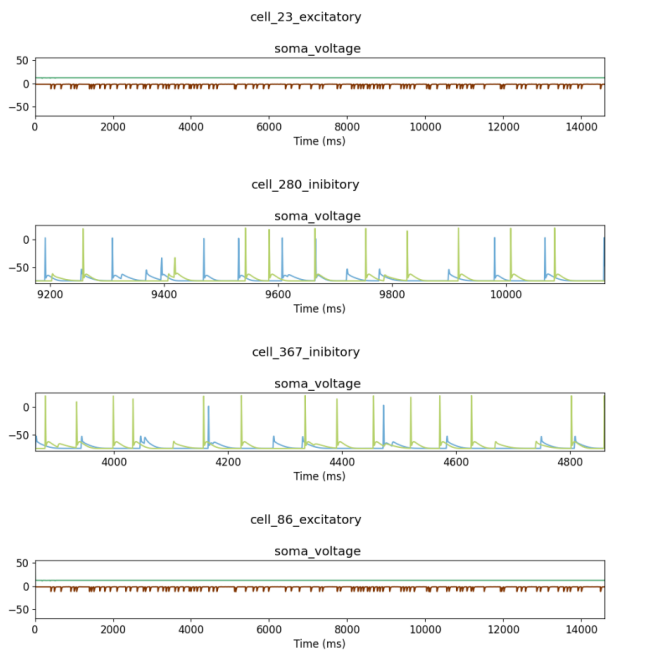 cell_23_excitatory
soma_voltage
50
0
−50
0 2000 4000 6000 8000 10000 12000 14000
Time (ms)
cell_280_inibitory
soma_voltage
0
−50
9200 9400 9600 9800 10000
Time (ms)
cell_367_inibitory
soma_voltage
0
−50
4000 4200 4400 4600 4800
Time (ms)
cell_86_excitatory
soma_voltage
50
0
−50
0 2000 4000 6000 8000 10000 12000 14000
Time (ms)